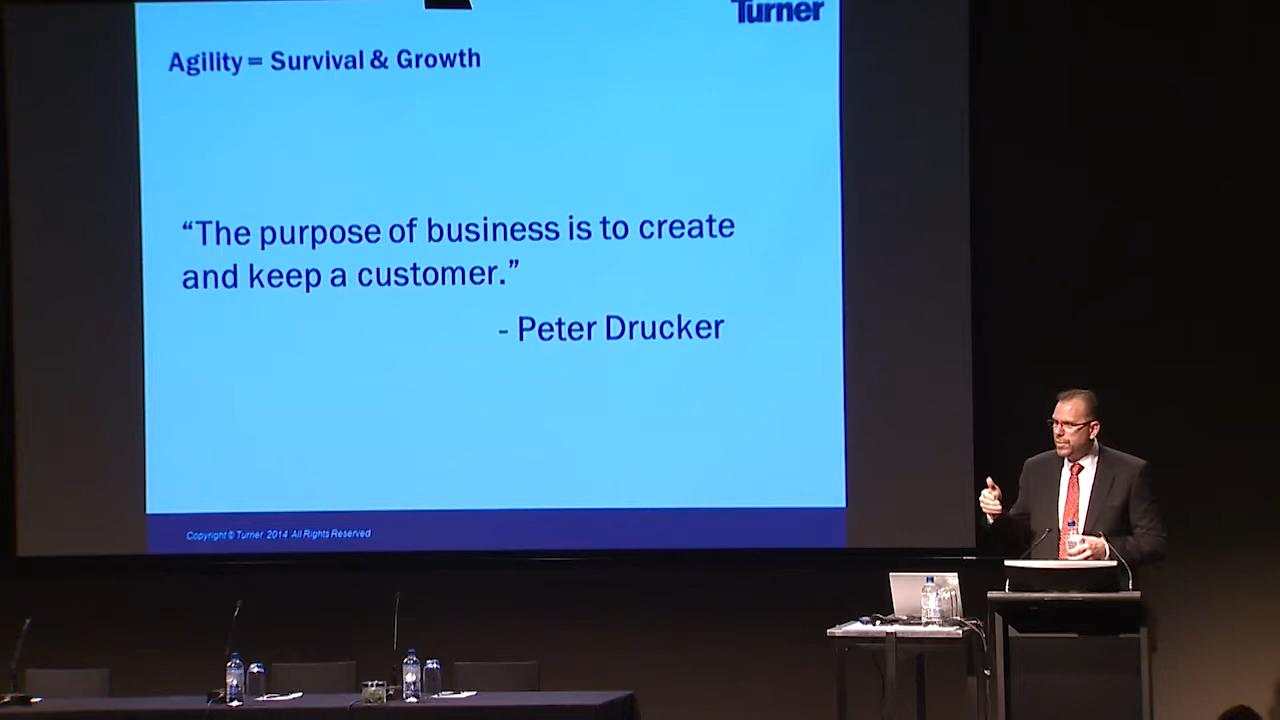 Turner
Agility = Survival & Growth
“The purpose of business is to create
and keep a customer.”
- Peter Drucker
Copyright © Turner 2014 All Rights Reserved